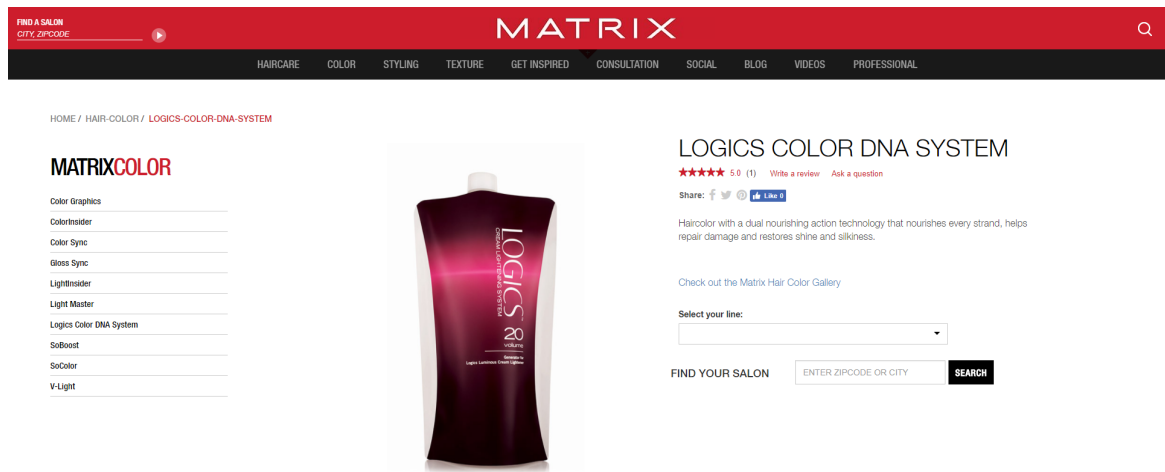 FIND A SALON
CITY, ZIPCODE
MATRIX
HAIRCARE COLOR STYLING TEXTURE GET INSPIRED CONSULTATION SOCIAL BLOG VIDEOS PROFESSIONAL
HOME / HAIR-COLOR / LOGICS-COLOR-DNA-SYSTEM
MATRIXCOLOR
Color Graphics
ColorInsider
Color Sync
Gloss Sync
LightInsider
Light Master
Logics Color DNA System
SoBoost
SoColor
V-Light
LOGICS
CREAM LIGHTENING SYSTEM
20
volume
Logics Luminous Cream Lightener
LOGICS COLOR DNA SYSTEM
5.0 (1) Write a review Ask a question
Share: Like 0
Haircolor with a dual nourishing action technology that nourishes every strand, helps
repair damage and restores shine and silkiness.
Check out the Matrix Hair Color Gallery
Select your line:
FIND YOUR SALON ENTER ZIPCODE OR CITY SEARCH